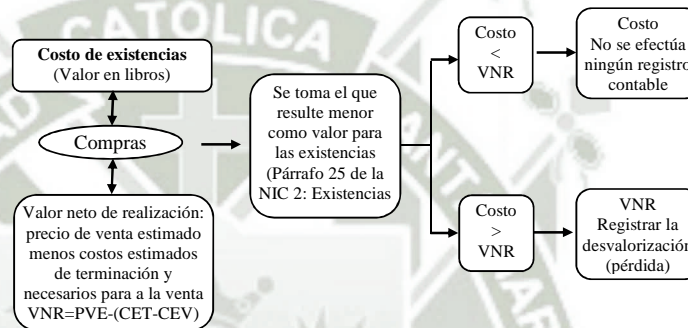 Costo de existencias
(Valor en libros)
Compras
Valor neto de realización:
precio de venta estimado
menos costos estimados
de terminación y
necesarios para a la venta
VNR=PVE-(CET-CEV)
Se toma el que
resulte menor
como valor para
las existencias
(Párrafo 25 de la
NIC 2: Existencias
Costo
<
VNR
Costo
No se efectúa
ningún registro
contable
Costo
>
VNR
VNR
Registrar la
desvalorización
(pérdida)
CATOLICA